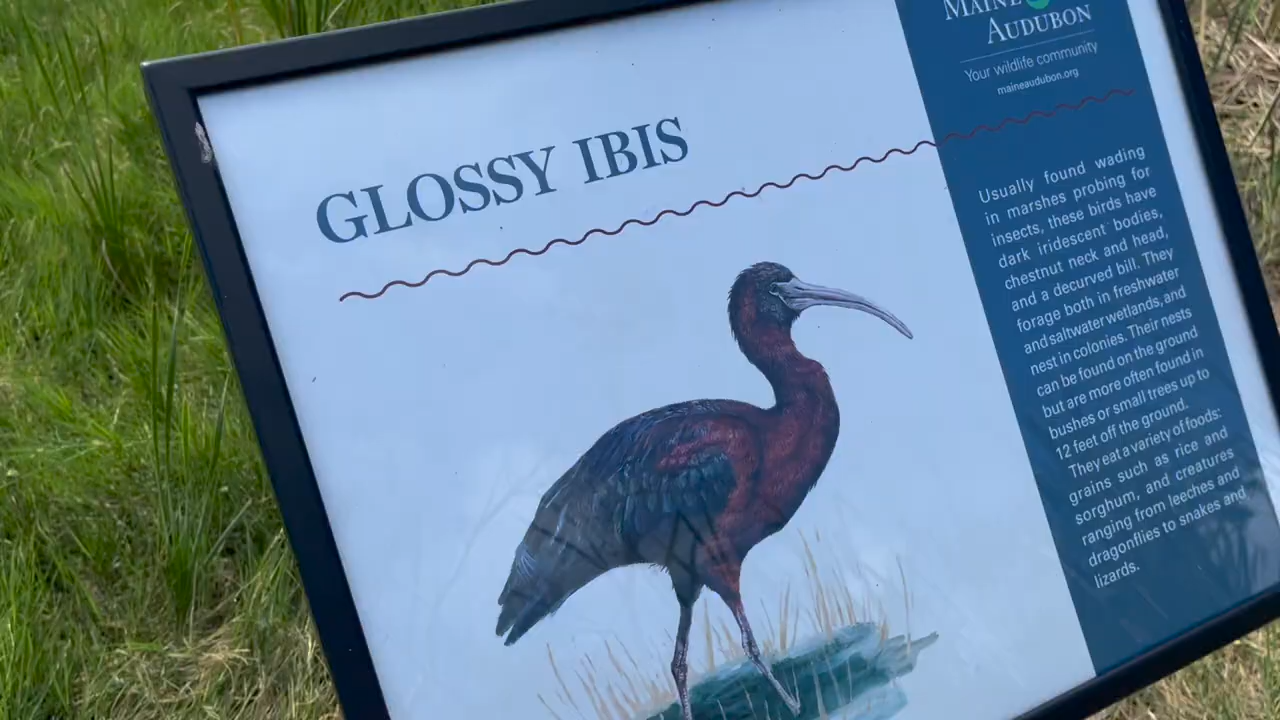 GLOSSY IBIS
MAINE
AUDUBON
Your wildlife community
maineaudubon.org
Usually found wading
in marshes probing for
insects, these birds have
dark iridescent bodies,
chestnut neck and head,
and a decurved bill. They
forage both in freshwater
and saltwater wetlands, and
nest in colonies. Their nests
can be found on the ground
but are more often found in
bushes or small trees up to
12 feet off the ground.
They eat a variety of foods:
grains such as rice and
sorghum, and creatures
ranging from leeches and
dragonflies to snakes and
lizards.